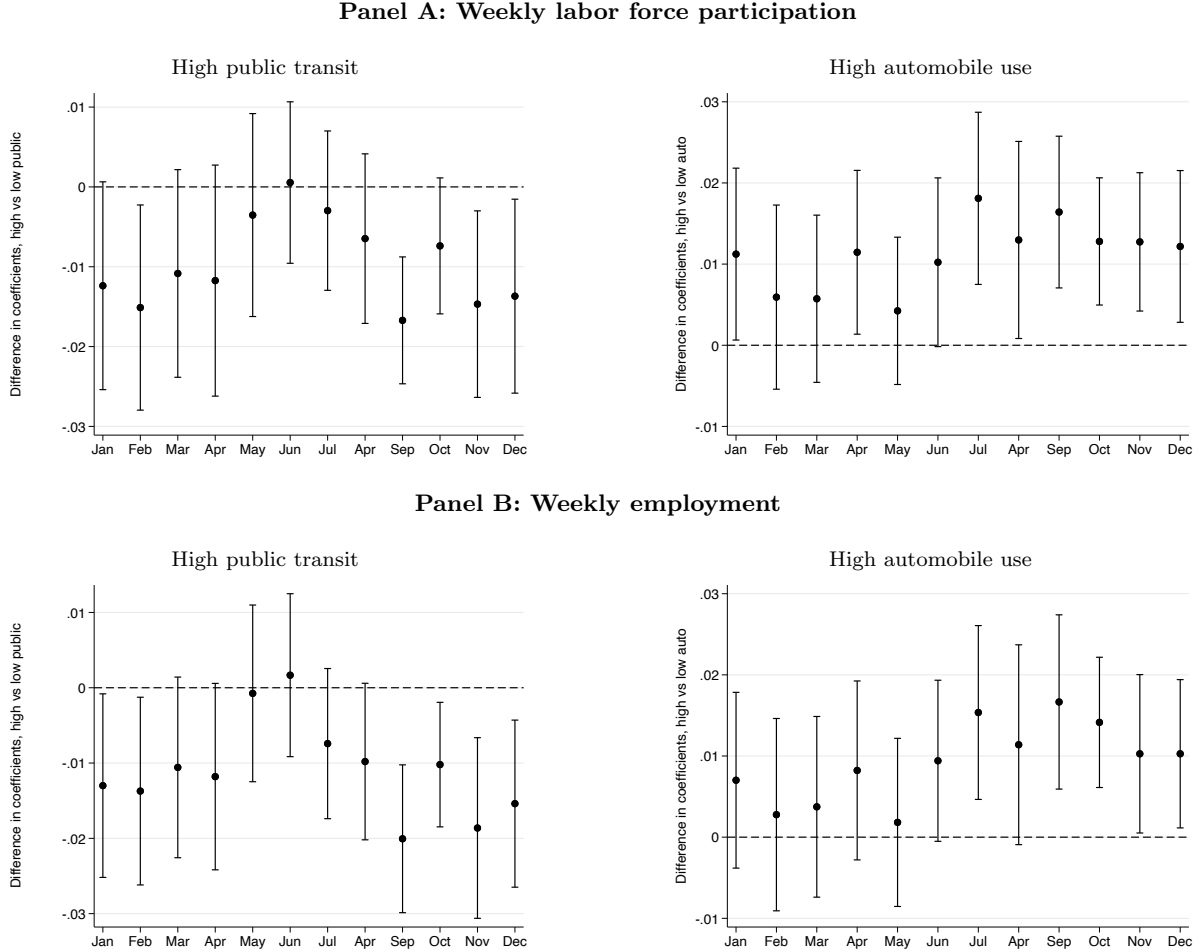 Panel A: Weekly labor force participation
High public transit
Difference in coefficients, high vs low public
.01
0
-.01
-.02
-.03
Jan Feb Mar Apr May Jun Jul Apr Sep Oct Nov Dec
High automobile use
Difference in coefficients, high vs low auto
.03
.02
.01
0
-.01
Jan Feb Mar Apr May Jun Jul Apr Sep Oct Nov Dec
Panel B: Weekly employment
High public transit
Difference in coefficients, high vs low public
.01
0
-.01
-.02
-.03
Jan Feb Mar Apr May Jun Jul Apr Sep Oct Nov Dec
High automobile use
Difference in coefficients, high vs low auto
.03
.02
.01
0
-.01
Jan Feb Mar Apr May Jun Jul Apr Sep Oct Nov Dec